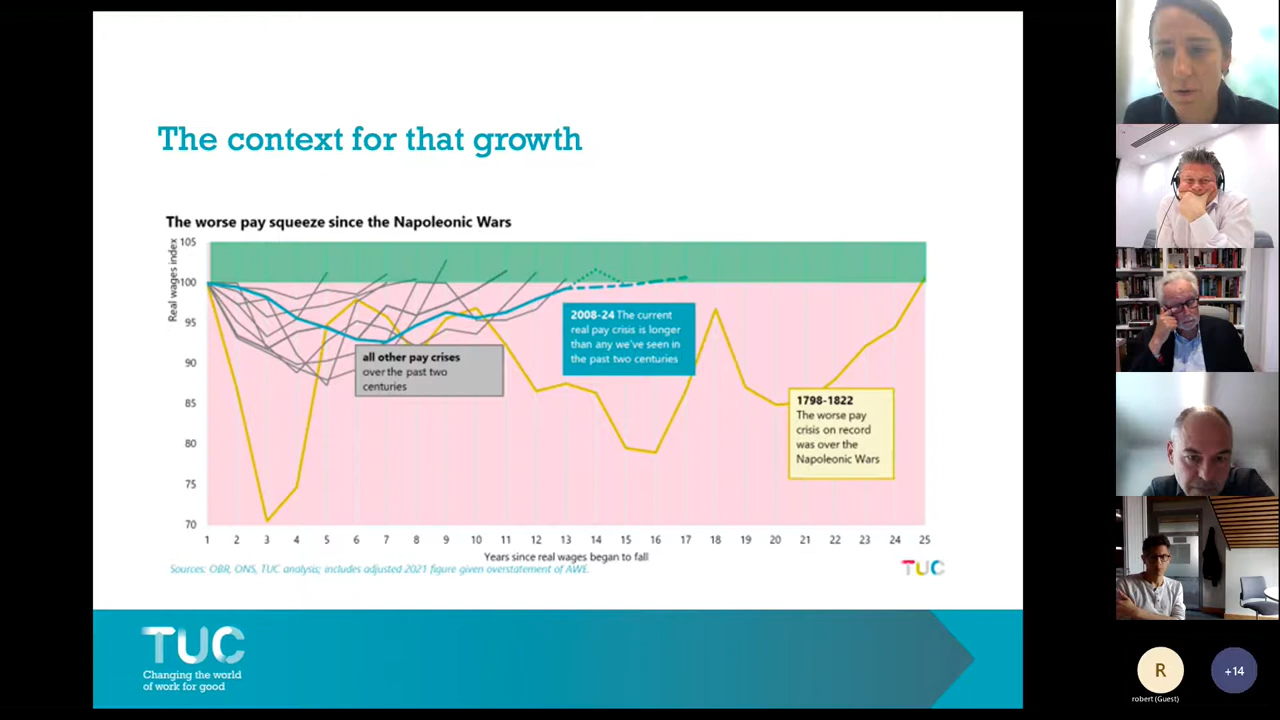 The context for that growth
The worse pay squeeze since the Napoleonic Wars
Real wages index
105
100
95
90
85
80
75
70
all other pay crises
over the past two
centuries
2008-24 The current
real pay crisis is longer
than any we've seen in
the past two centuries
1798-1822
The worse pay
crisis on record
was over the
Napoleonic Wars
1 2 3 4 5 6 7 8 9 10 11 12 13 14 15 16 17 18 19 20 21 22 23 24 25
Years since real wages began to fall
Sources: OBR, ONS, TUC analysis; includes adjusted 2021 figure given overstatement of AWE.
TUC
TUC
Changing the world
of work for good
R
robert (Guest)
+14